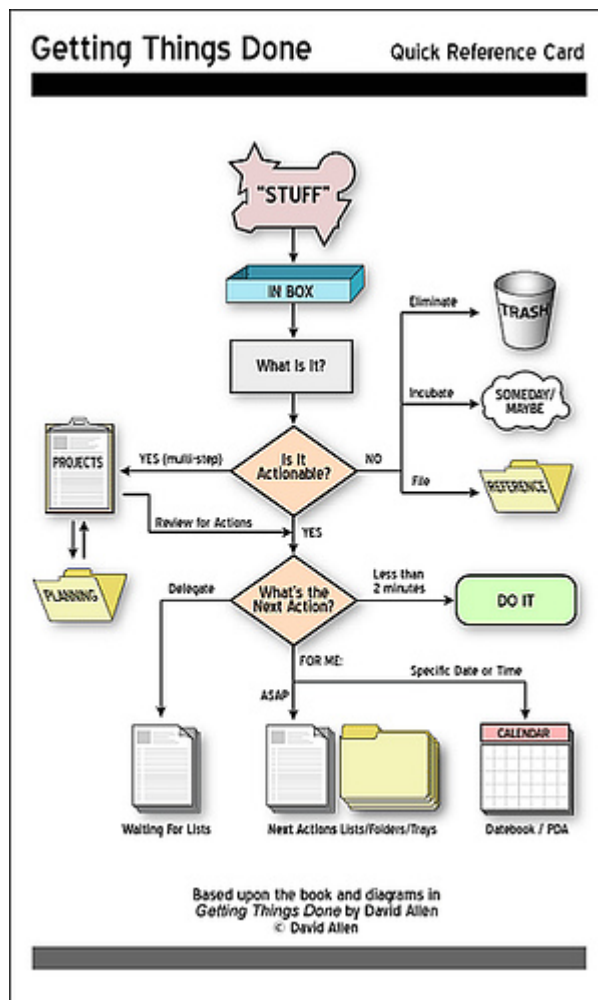 Getting Things Done
Quick Reference Card
"STUFF"
IN BOX
What Is It?
Eliminate
TRASH
Incubate
SOMEDAY/
MAYBE
PROJECTS
YES (multi-step)
Is It
Actionable?
NO
File
REFERENCE
Review for Actions
YES
PLANNING
Delegate
What's the
Next Action?
Less than
2 minutes
DO IT
FOR ME:
ASAP
Specific Date or Time
CALENDAR
Waiting For Lists
Next Actions Lists/Folders/Trays
Datebook / PDA
Based upon the book and diagrams in
Getting Things Done by David Allen
© David Allen